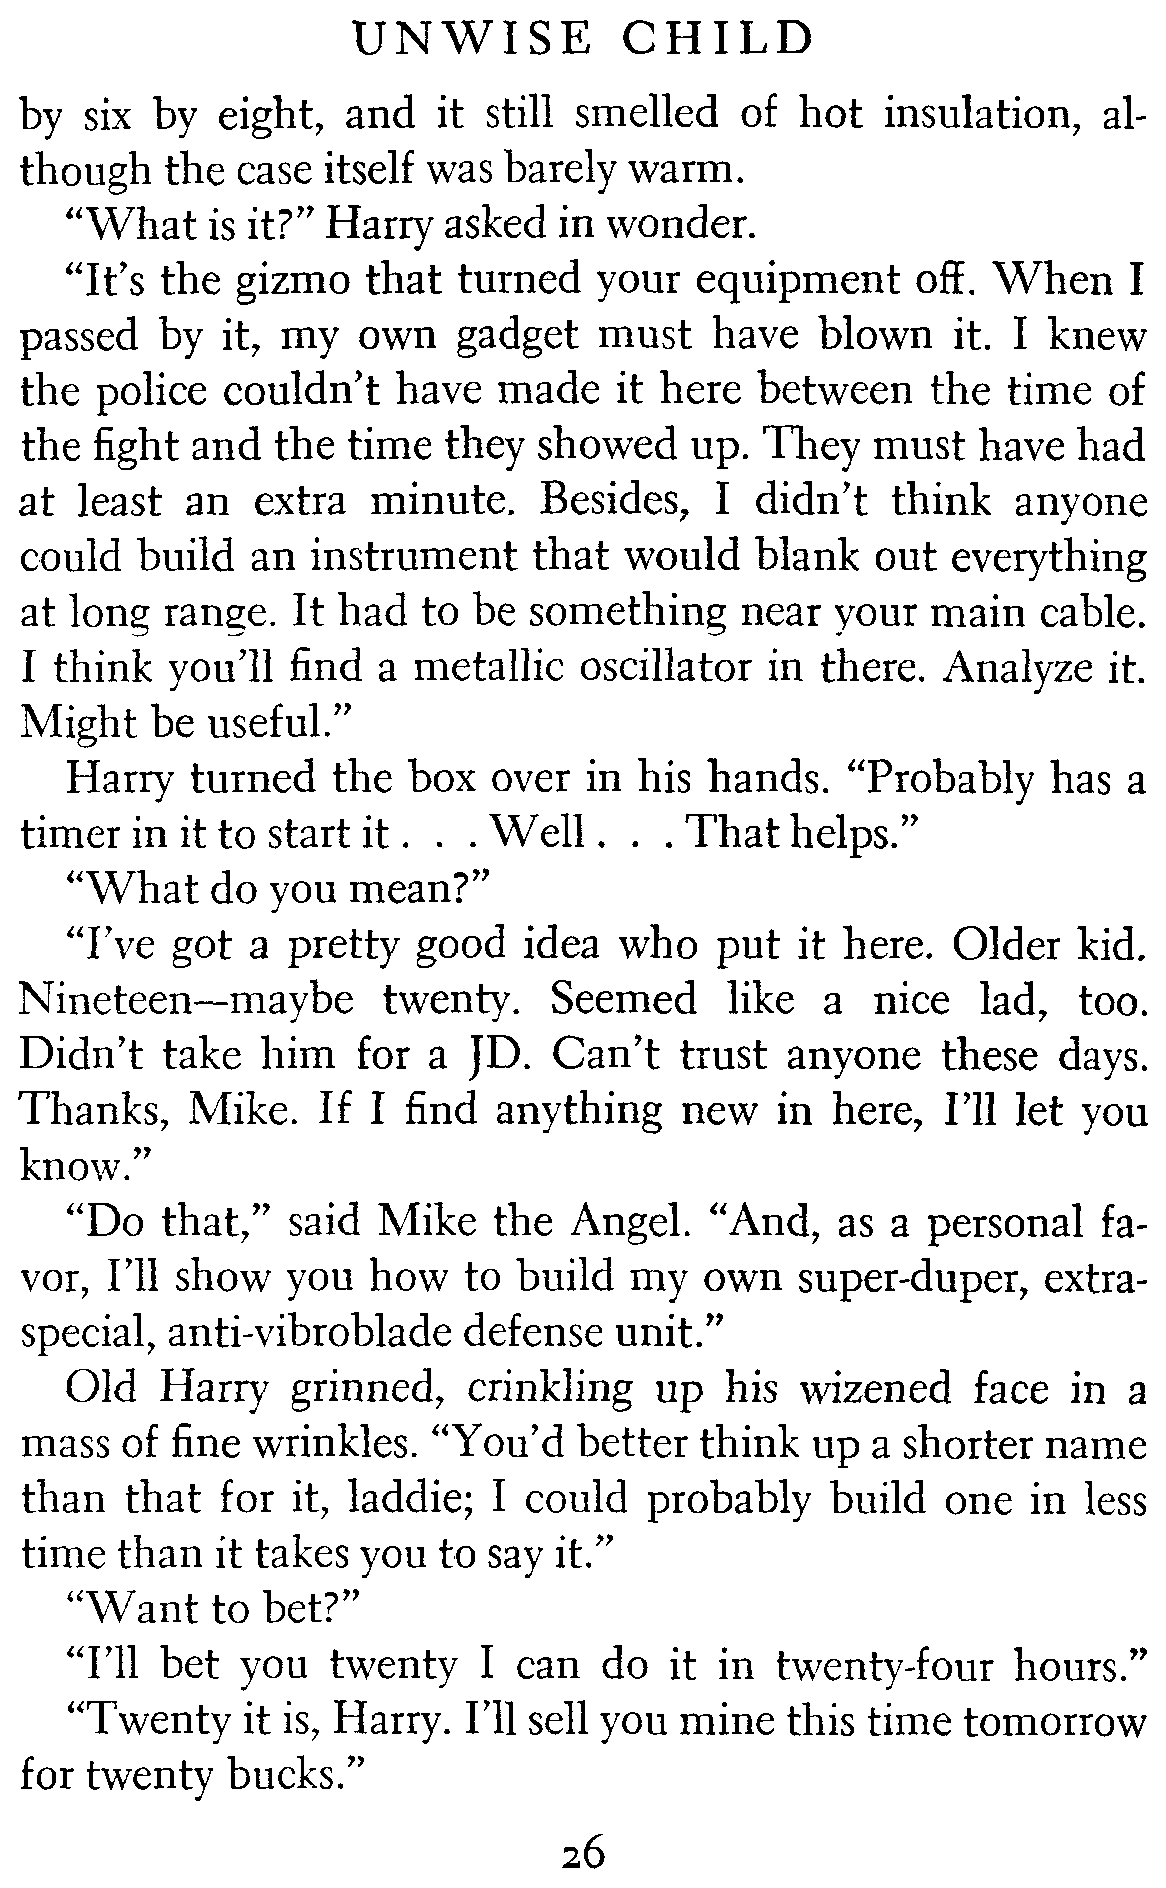 UNWISE CHILD
by six by eight, and it still smelled of hot insulation, al-
though the case itself was barely warm.
“What is it?” Harry asked in wonder.
“It’s the gizmo that turned your equipment off. When I
passed by it, my own gadget must have blown it. I knew
the police couldn’t have made it here between the time of
the fight and the time they showed up. They must have had
at least an extra minute. Besides, I didn’t think anyone
could build an instrument that would blank out everything
at long range. It had to be something near your main cable.
I think you’ll find a metallic oscillator in there. Analyze it.
Might be useful.”
Harry turned the box over in his hands. “Probably has a
timer in it to start it . . . Well . . . That helps.”
“What do you mean?”
“I’ve got a pretty good idea who put it here. Older kid.
Nineteen—maybe twenty. Seemed like a nice lad, too.
Didn’t take him for a JD. Can’t trust anyone these days.
Thanks, Mike. If I find anything new in here, I’ll let you
know.”
“Do that,” said Mike the Angel. “And, as a personal fa-
vor, I’ll show you how to build my own super-duper, extra-
special, anti-vibroblade defense unit.”
Old Harry grinned, crinkling up his wizened face in a
mass of fine wrinkles. “You’d better think up a shorter name
than that for it, laddie; I could probably build one in less
time than it takes you to say it.”
“Want to bet?”
“I’ll bet you twenty I can do it in twenty-four hours.”
“Twenty it is, Harry. I’ll sell you mine this time tomorrow
for twenty bucks.”
26